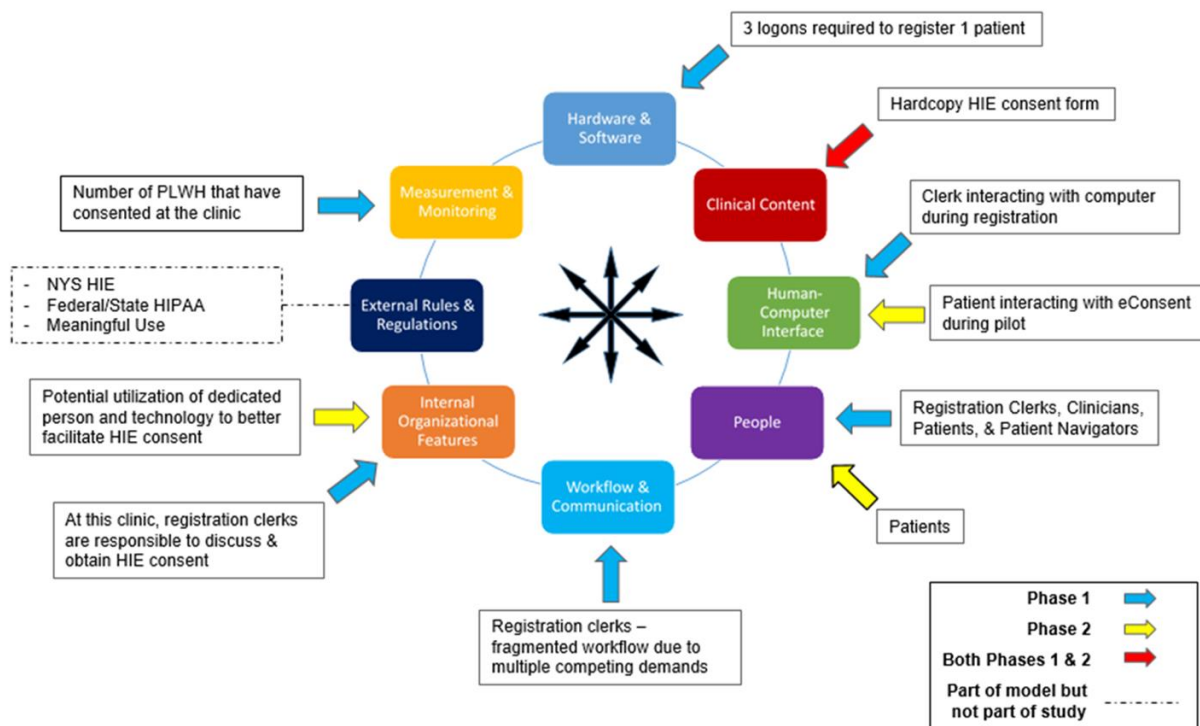 3 logons required to register 1 patient
Hardware &
Software
Hardcopy HIE consent form
Measurement &
Monitoring
Number of PLWH that have
consented at the clinic
Clinical Content
Clerk interacting with computer
during registration
- NYS HIE
- Federal/State HIPAA
- Meaningful Use
External Rules &
Regulations
Human-
Computer
Interface
Patient interacting with eConsent
during pilot
Potential utilization of dedicated
person and technology to better
facilitate HIE consent
Internal
Organizational
Features
People
Registration Clerks, Clinicians,
Patients, & Patient Navigators
Workflow &
Communication
At this clinic, registration clerks
are responsible to discuss &
obtain HIE consent
Patients
Registration clerks –
fragmented workflow due to
multiple competing demands
Phase 1
Phase 2
Both Phases 1 & 2
Part of model but
not part of study